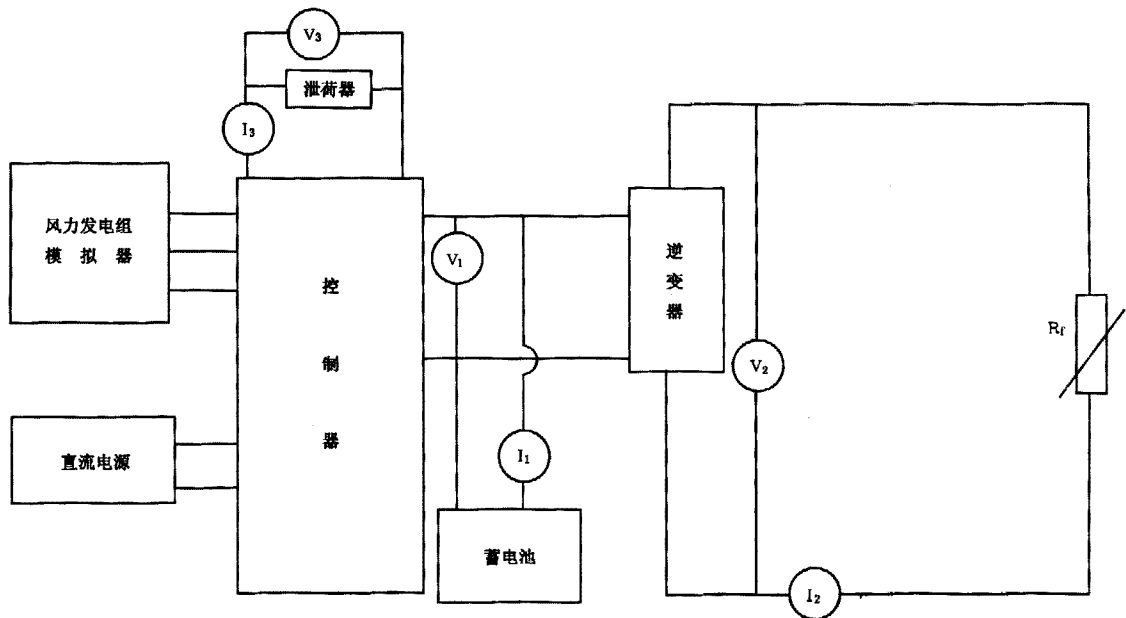 V₃
泄荷器
I₃
风力发电组
模 拟 器
控
制
器
V₁
逆
变
器
R_f
V₂
直流电源
I₁
蓄电池
I₂